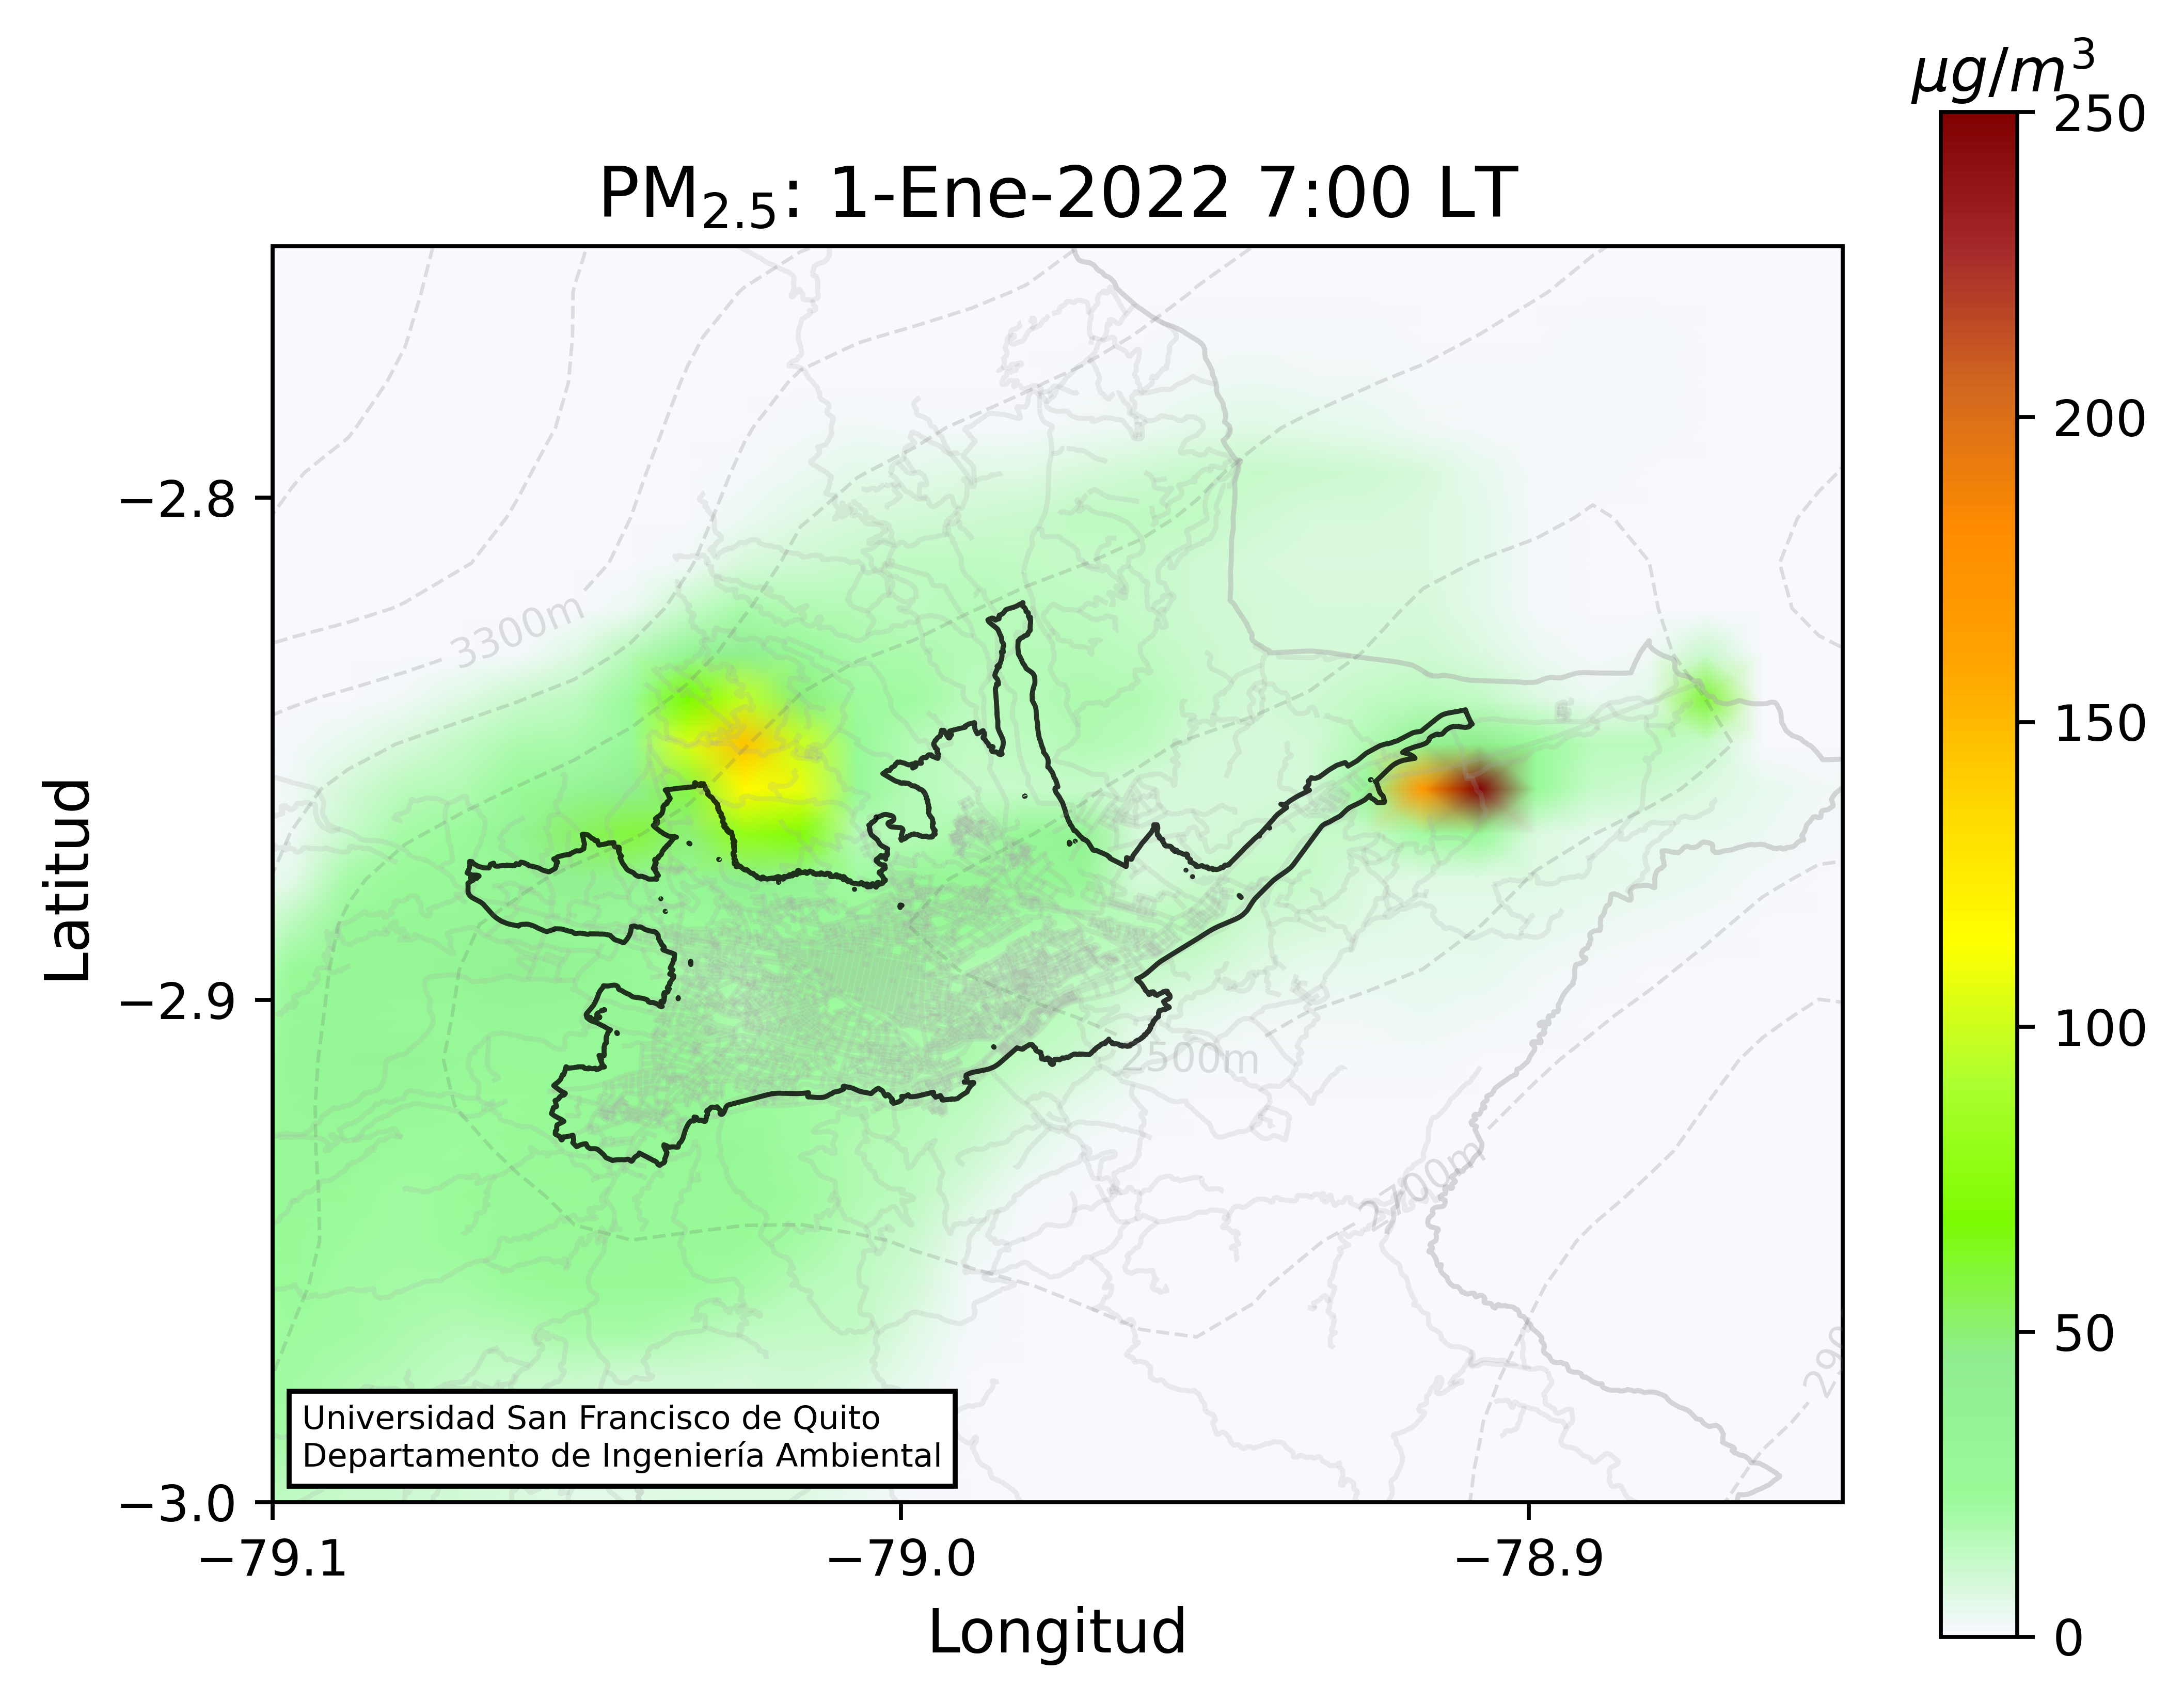 μg/m³
PM₂.₅: 1-Ene-2022 7:00 LT
250
200
150
100
50
0
Latitud
−2.8
−2.9
−3.0
3300m
2500m
2700m
Universidad San Francisco de Quito
Departamento de Ingeniería Ambiental
−79.1
−79.0
−78.9
Longitud